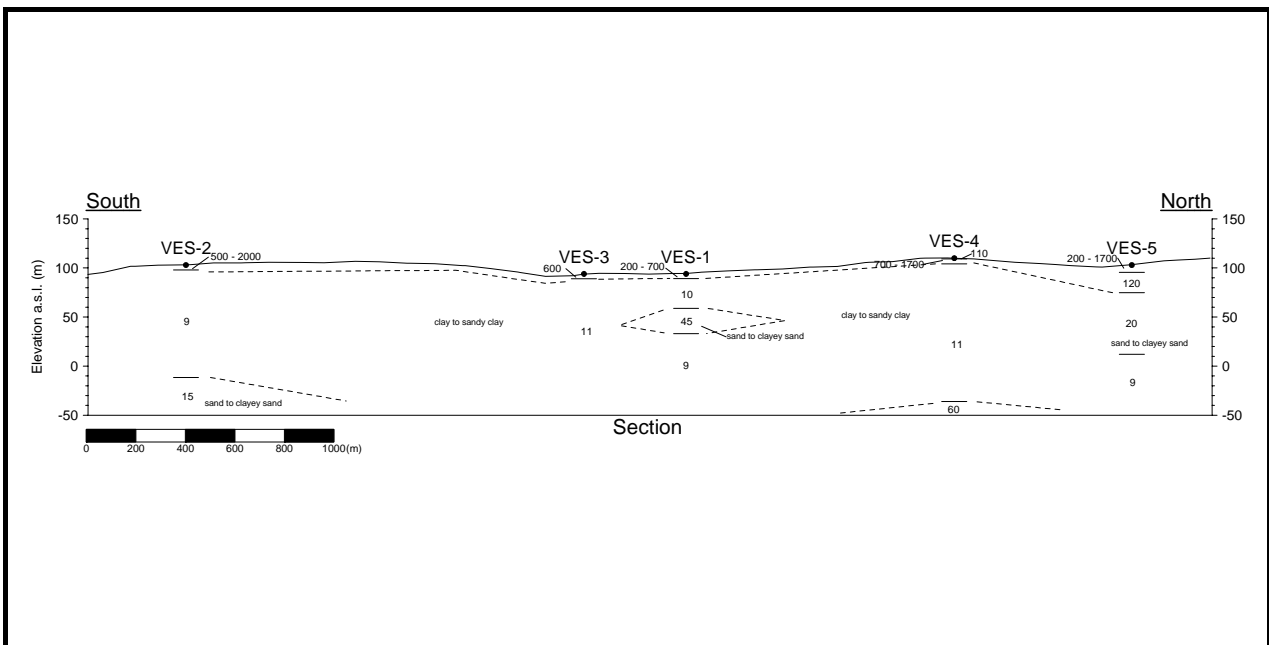 South
North
150
100
50
0
-50
Elevation a.s.l. (m)
150
100
50
0
-50
VES-2
500 - 2000
9
15
sand to clayey sand
clay to sandy clay
VES-3
600
11
VES-1
200 - 700
10
45
sand to clayey sand
9
clay to sandy clay
VES-4
110
700 - 1700
11
60
VES-5
200 - 1700
120
20
sand to clayey sand
9
Section
0 200 400 600 800 1000(m)